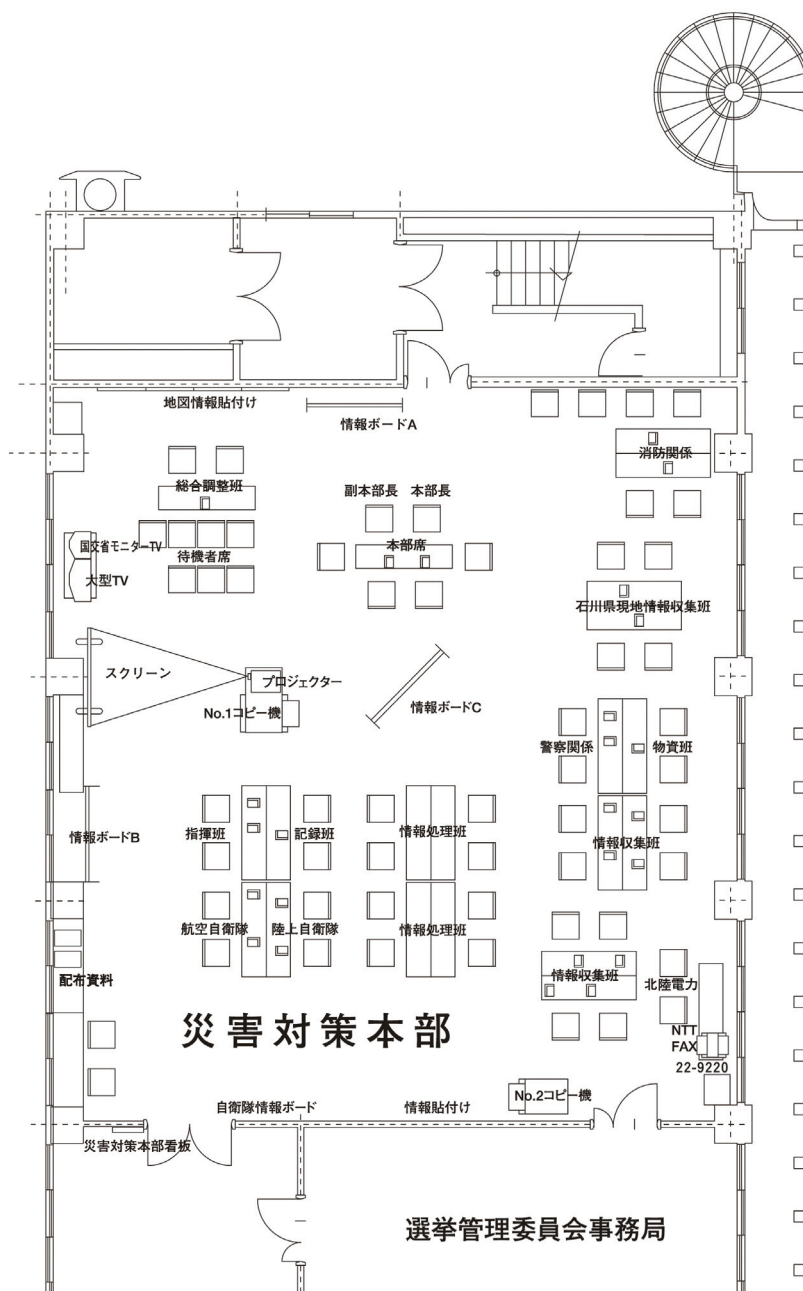 地図情報貼付け
情報ボードA
消防関係
総合調整班
副本部長
本部長
国交省モニターTV
待機者席
本部席
大型TV
石川県現地情報収集班
スクリーン
プロジェクター
No.1コピー機
情報ボードC
警察関係
物資班
情報ボードB
指揮班
記録班
情報処理班
情報収集班
航空自衛隊
陸上自衛隊
情報処理班
配布資料
情報収集班
北陸電力
災害対策本部
NTT
FAX
22-9220
No.2コピー機
自衛隊情報ボード
情報貼付け
災害対策本部看板
選挙管理委員会事務局